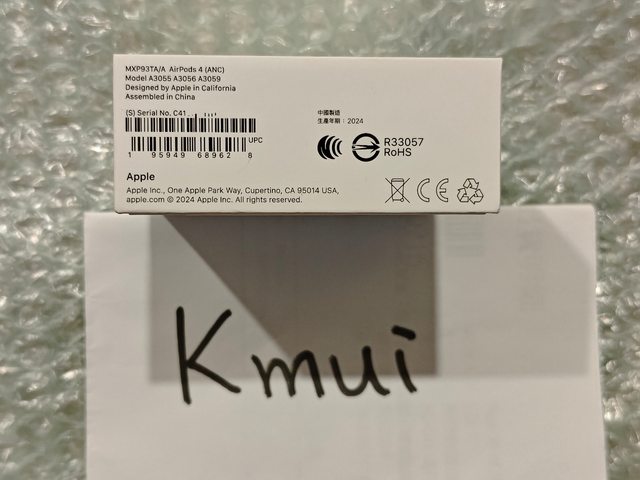 MXP93TA/A AirPods 4 (ANC)
Model A3055 A3056 A3059
Designed by Apple in California
Assembled in China
(S) Serial No. C41
UPC
1 95949 68962 8
中國製造
生產年期：2024
R33057
RoHS
CE
Apple
Apple Inc., One Apple Park Way, Cupertino, CA 95014 USA,
apple.com © 2024 Apple Inc. All rights reserved.
Kmui